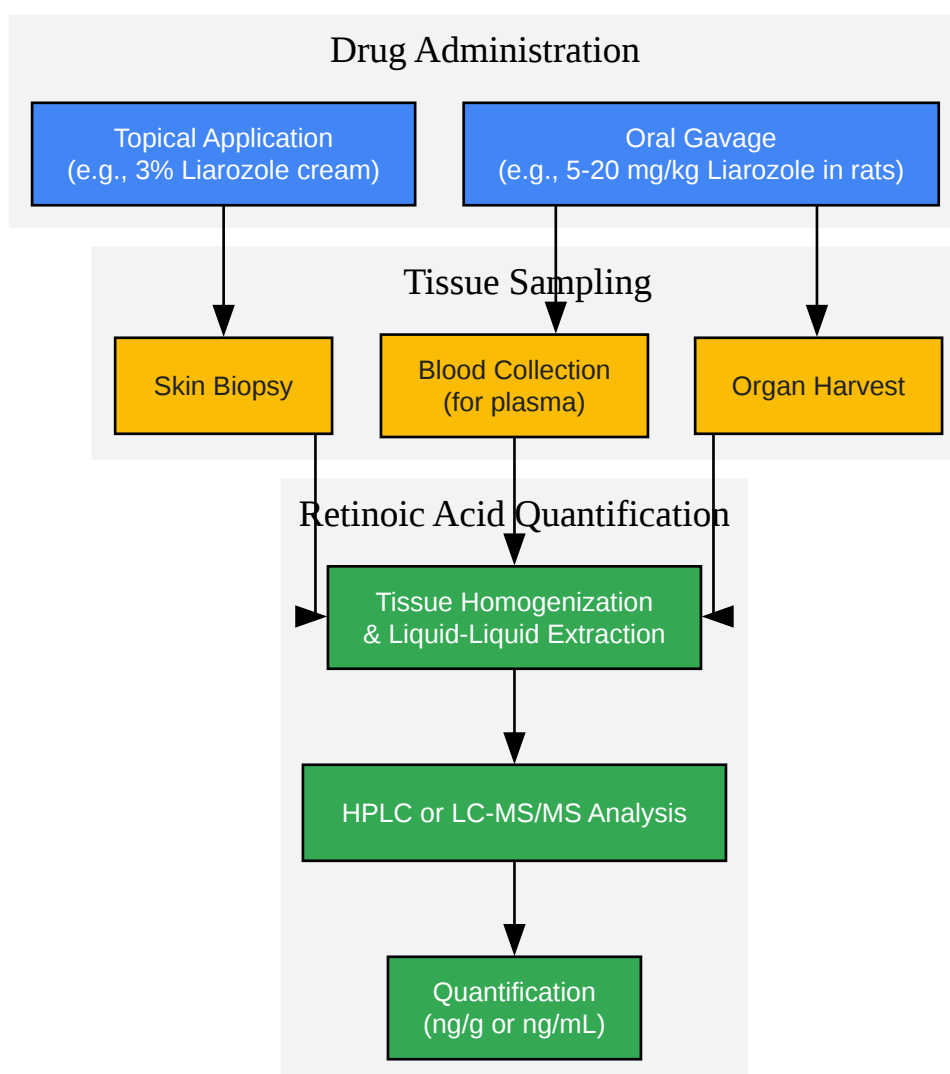 Drug Administration
Topical Application
(e.g., 3% Liarozole cream)
Oral Gavage
(e.g., 5-20 mg/kg Liarozole in rats)
Tissue Sampling
Skin Biopsy
Blood Collection
(for plasma)
Organ Harvest
Retinoic Acid Quantification
Tissue Homogenization
& Liquid-Liquid Extraction
HPLC or LC-MS/MS Analysis
Quantification
(ng/g or ng/mL)